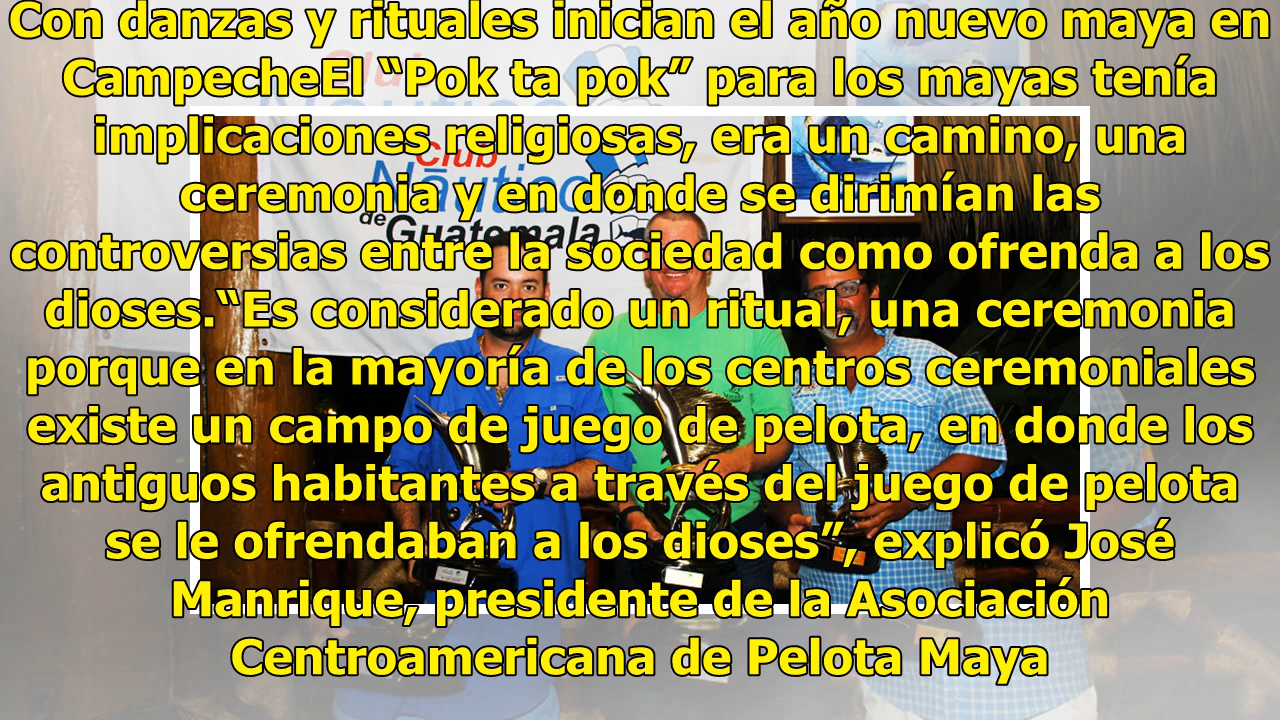 Con danzas y rituales inician el año nuevo maya en
CampecheEl “Pok ta pok” para los mayas tenía
implicaciones religiosas, era un camino, una
ceremonia y en donde se dirimían las
controversias entre la sociedad como ofrenda a los
dioses.“Es considerado un ritual, una ceremonia
porque en la mayoría de los centros ceremoniales
existe un campo de juego de pelota, en donde los
antiguos habitantes a través del juego de pelota
se le ofrendaban a los dioses”, explicó José
Manrique, presidente de la Asociación
Centroamericana de Pelota Maya
Club
Náutico
de Guatemala